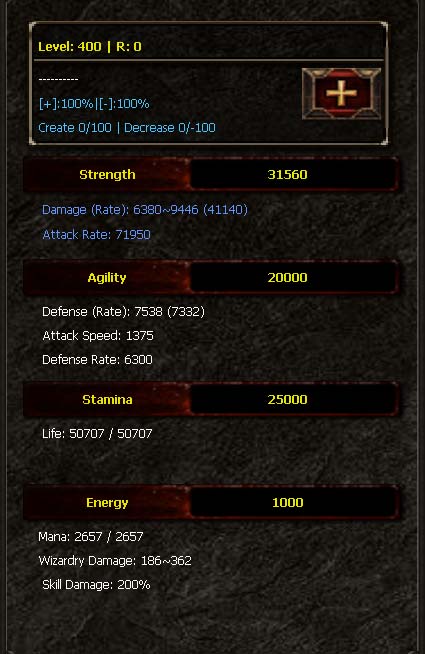 Level: 400 | R: 0
----------
[+]:100%|[-]:100%
Create 0/100 | Decrease 0/-100
Strength 31560
Damage (Rate): 6380~9446 (41140)
Attack Rate: 71950
Agility 20000
Defense (Rate): 7538 (7332)
Attack Speed: 1375
Defense Rate: 6300
Stamina 25000
Life: 50707 / 50707
Energy 1000
Mana: 2657 / 2657
Wizardry Damage: 186~362
Skill Damage: 200%